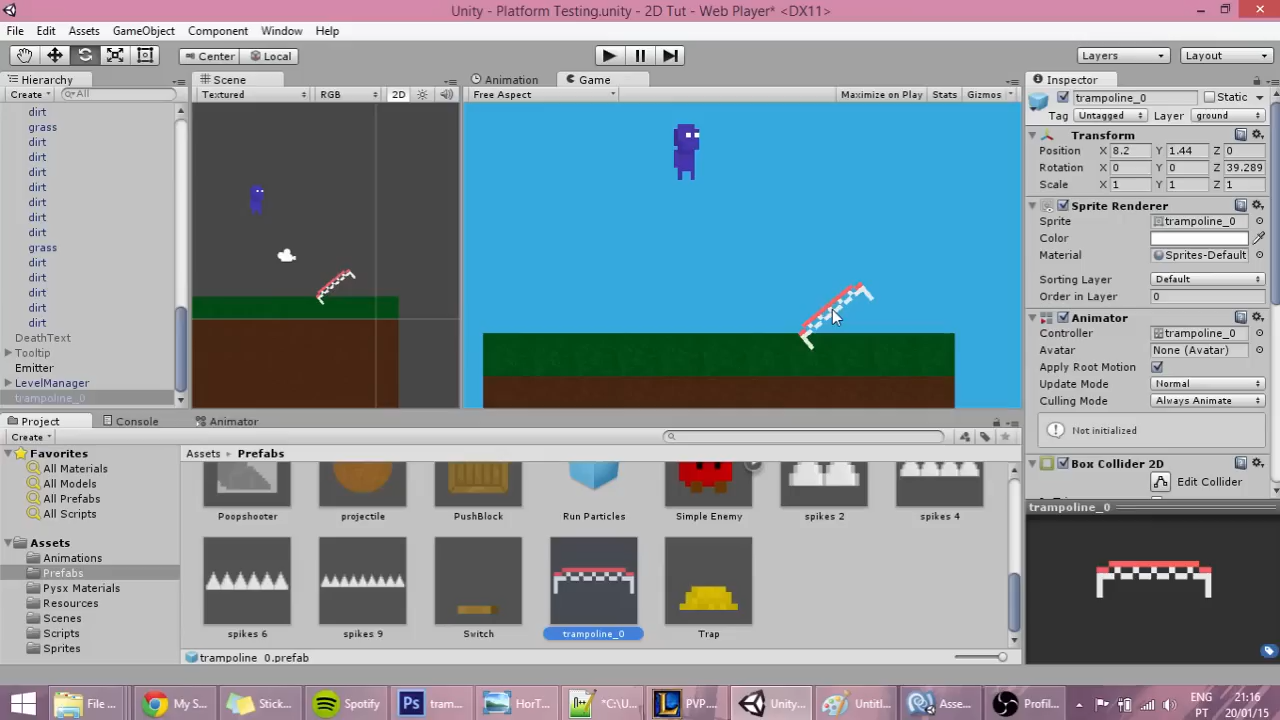 Unity - Platform Testing.unity - 2D Tut - Web Player* <DX11>
File Edit Assets GameObject Component Window Help
Center Local Layers Layout
Hierarchy
Create All
dirt
grass
dirt
dirt
dirt
dirt
dirt
dirt
dirt
grass
dirt
dirt
dirt
dirt
dirt
DeathText
Tooltip
Emitter
LevelManager
trampoline_0
Scene
Textured RGB 2D
Animation Game
Free Aspect Maximize on Play Stats Gizmos
Inspector
trampoline_0 Static
Tag Untagged Layer ground
Transform
Position X 8.2 Y 1.44 Z 0
Rotation X 0 Y 0 Z 39.289
Scale X 1 Y 1 Z 1
Sprite Renderer
Sprite trampoline_0
Color
Material Sprites-Default
Sorting Layer Default
Order in Layer 0
Animator
Controller trampoline_0
Avatar None (Avatar)
Apply Root Motion
Update Mode Normal
Culling Mode Always Animate
Not initialized
Box Collider 2D
Edit Collider
trampoline_0
Project Console Animator
Create
Favorites
All Materials
All Models
All Prefabs
All Scripts
Assets
Animations
Prefabs
Pysx Materials
Resources
Scenes
Scripts
Sprites
Assets Prefabs
Poopshooter projectile PushBlock Run Particles Simple Enemy spikes 2 spikes 4
spikes 6 spikes 9 Switch trampoline_0 Trap
trampoline_0.prefab
File ... My S... Stick... Spotify Ps tram... HorT... *C:\U... PVP.... Unity... Untitl... Asse... Profil...
ENG 21:16
PT 20/01/15